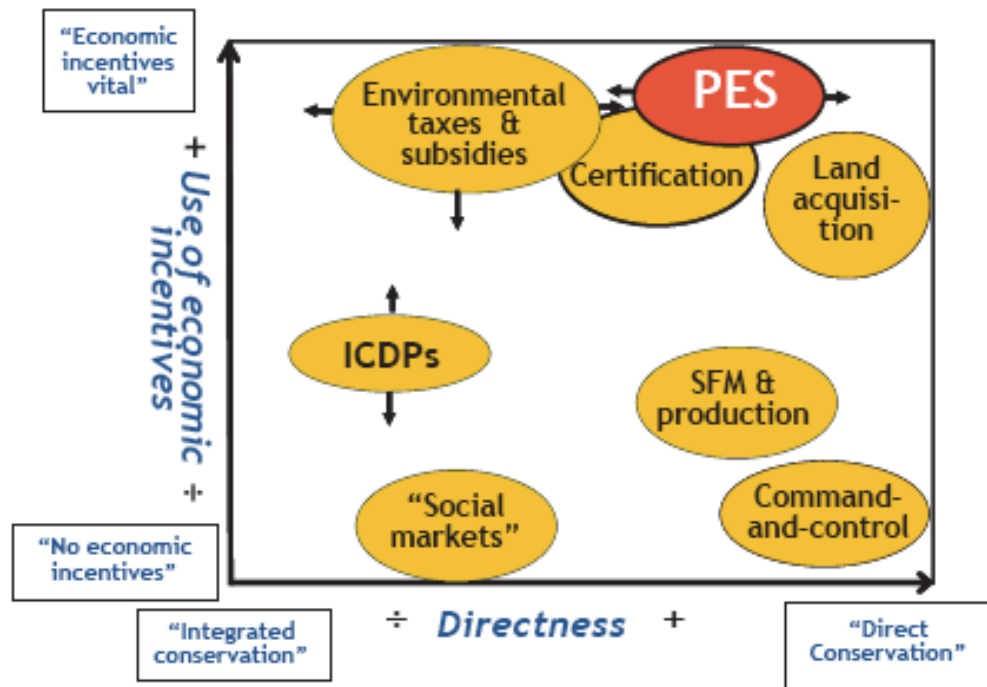 “Economic
incentives
vital”
+ Use of economic
incentives ÷
“No economic
incentives”
Environmental
taxes &
subsidies
PES
Certification
Land
acquisi-
tion
ICDPs
SFM &
production
“Social
markets”
Command-
and-control
“Integrated
conservation”
÷ Directness +
“Direct
Conservation”